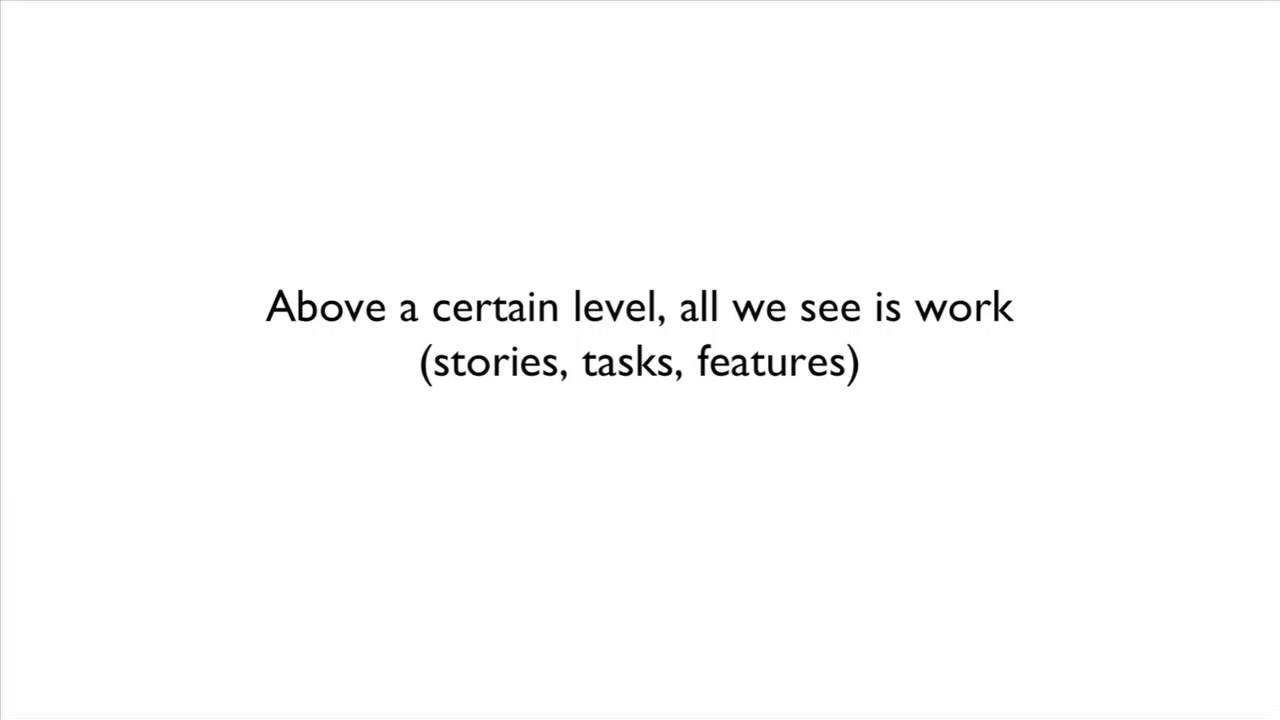 Above a certain level, all we see is work
(stories, tasks, features)